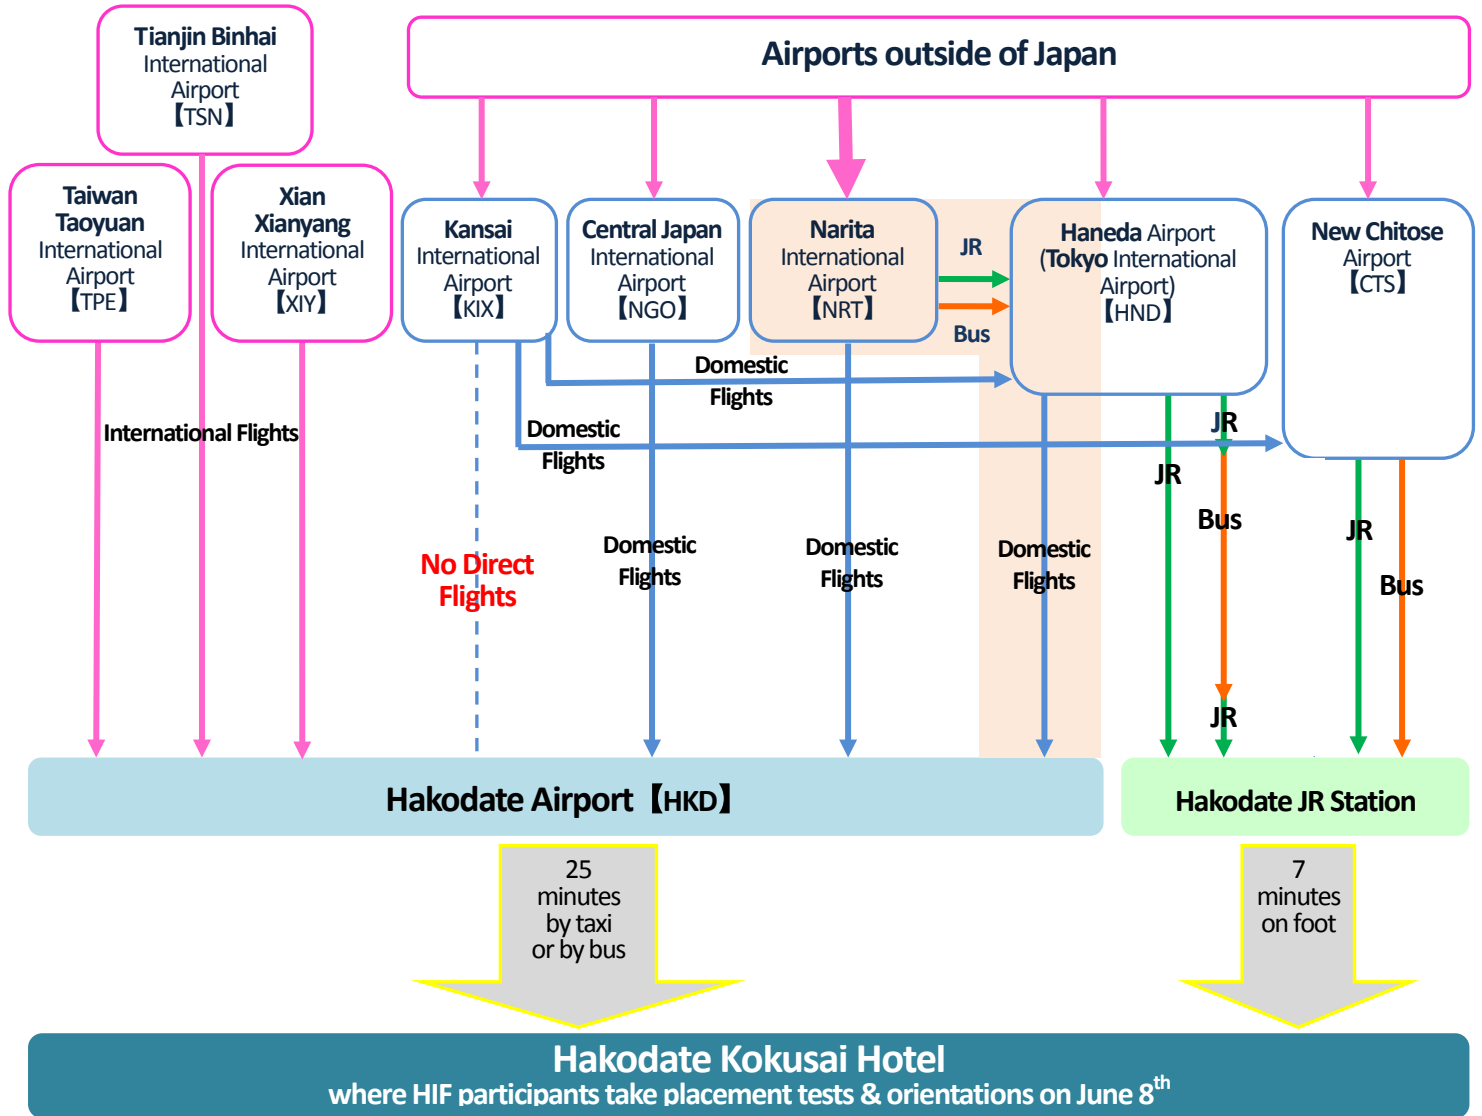 Tianjin Binhai
International
Airport
【TSN】
Airports outside of Japan
Taiwan
Taoyuan
International
Airport
【TPE】
Xian
Xianyang
International
Airport
【XIY】
Kansai
International
Airport
【KIX】
Central Japan
International
Airport
【NGO】
Narita
International
Airport
【NRT】
JR
Bus
Haneda Airport
(Tokyo International
Airport)
【HND】
New Chitose
Airport
【CTS】
Domestic
Flights
International Flights
Domestic
Flights
JR
JR
Bus
JR
Bus
No Direct
Flights
Domestic
Flights
Domestic
Flights
Domestic
Flights
JR
Hakodate Airport【HKD】
Hakodate JR Station
25
minutes
by taxi
or by bus
7
minutes
on foot
Hakodate Kokusai Hotel
where HIF participants take placement tests & orientations on June 8th